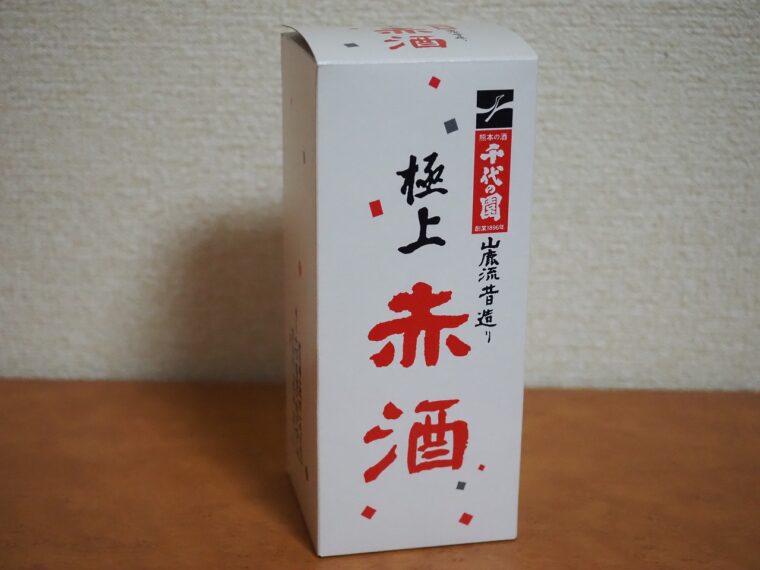 赤酒
熊本の酒
千代の園
創業1896年
山鹿流昔造り
極上
赤酒